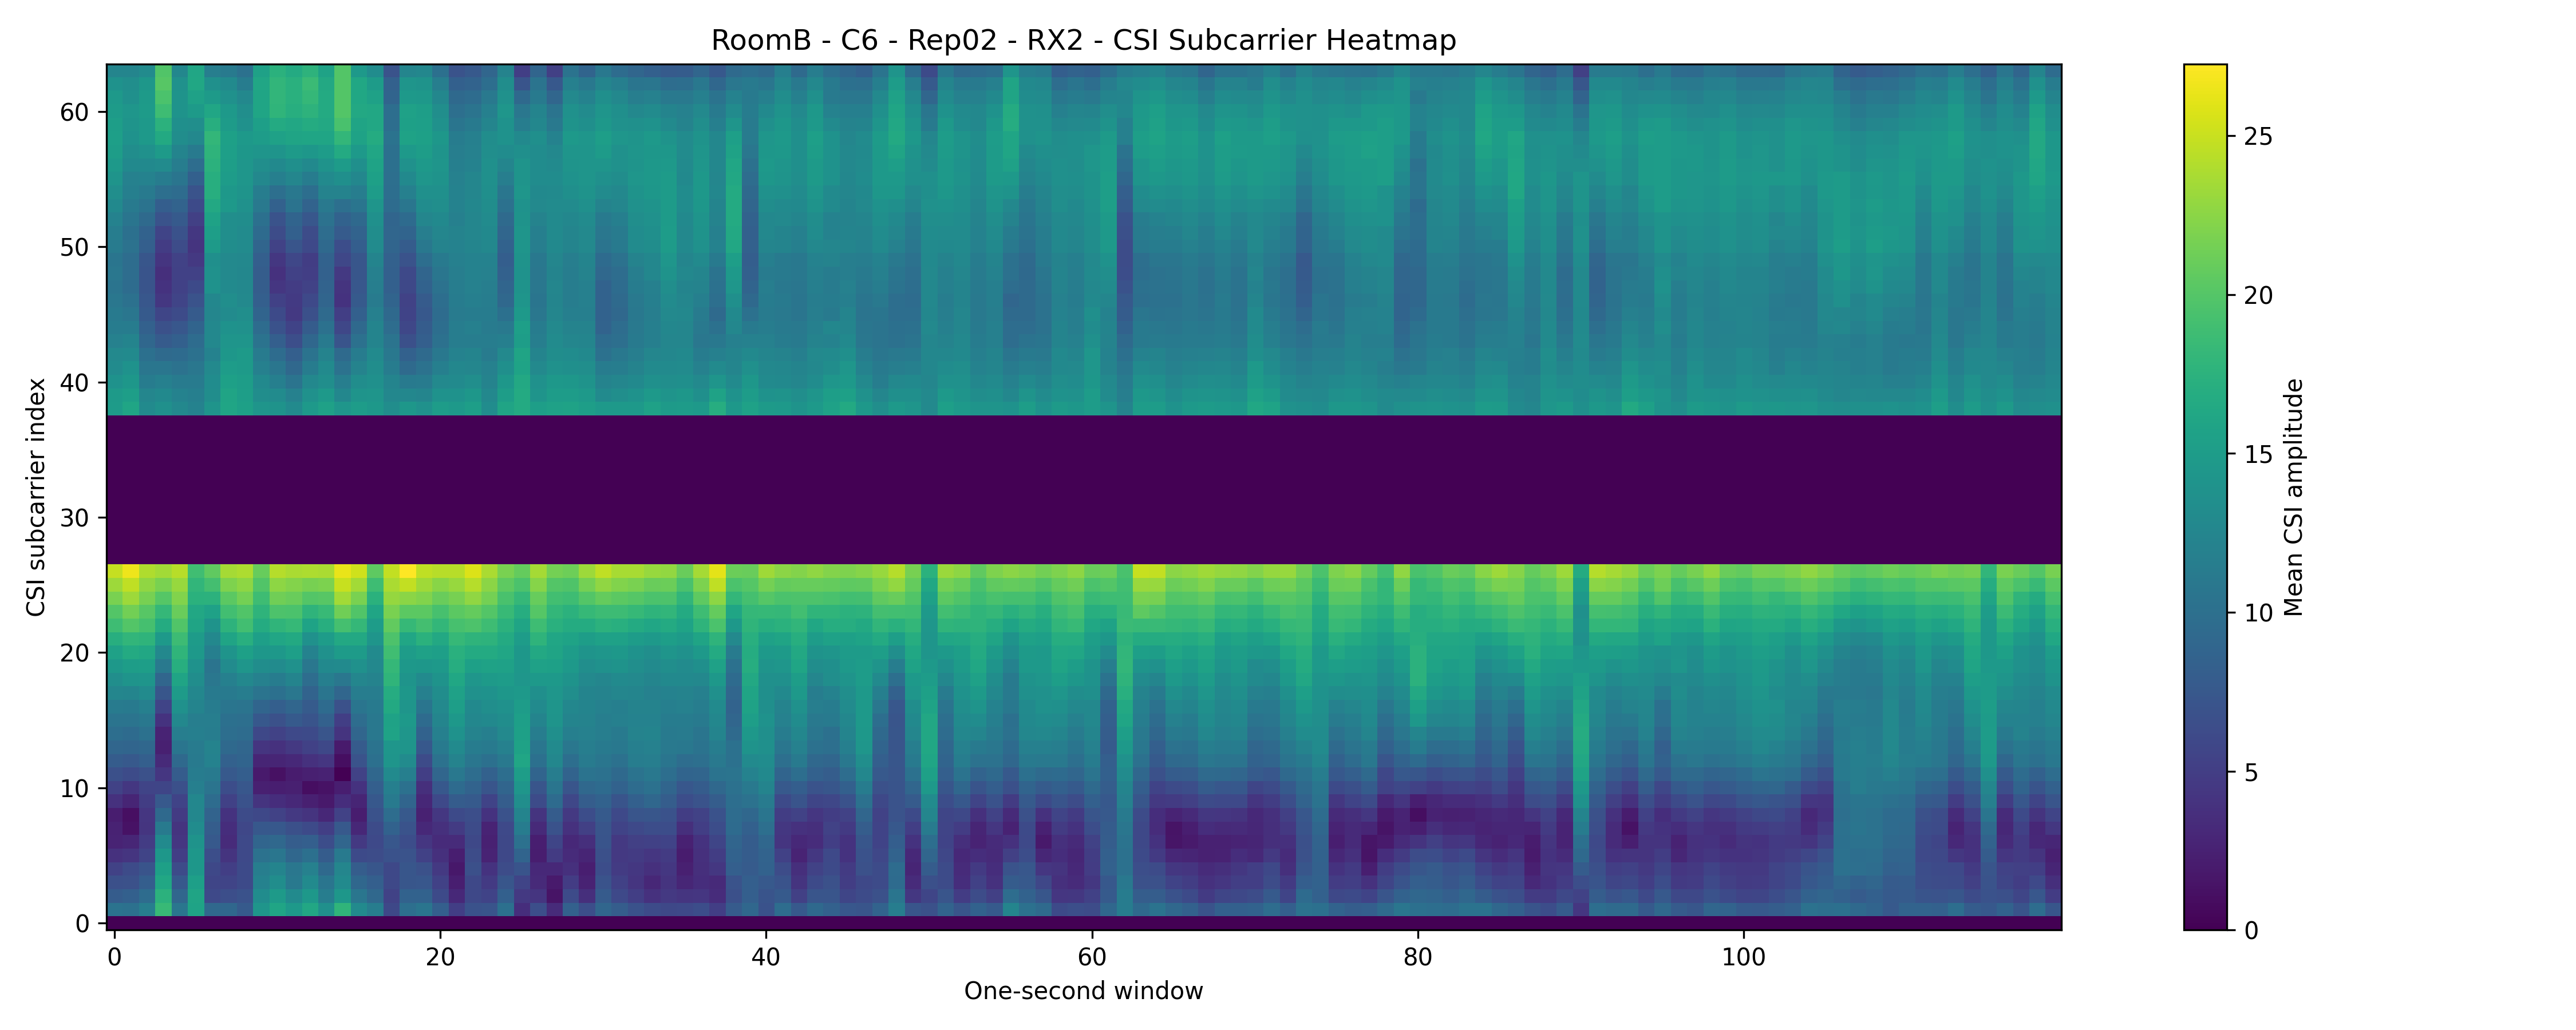 RoomB - C6 - Rep02 - RX2 - CSI Subcarrier Heatmap
CSI subcarrier index
60
50
40
30
20
10
0
0 20 40 60 80 100
One-second window
25
20
15
10
5
0
Mean CSI amplitude